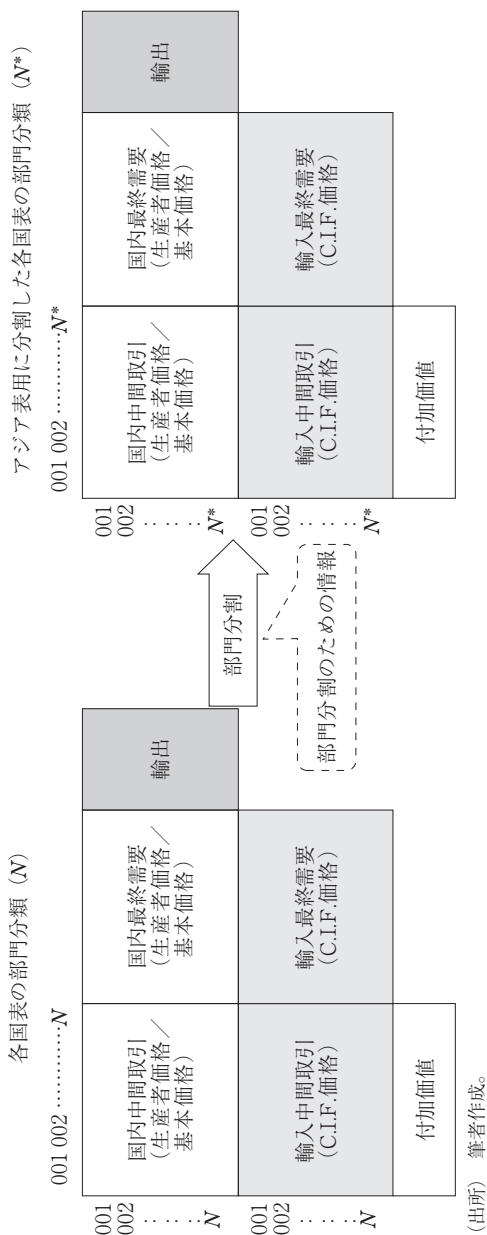 各国表の部門分類（N）
001 002 …………N
001
002
：
：
N
国内中間取引
（生産者価格／
基本価格）
国内最終需要
（生産者価格／
基本価格）
輸出
001
002
：
：
N
輸入中間取引
（C.I.F.価格）
輸入最終需要
（C.I.F.価格）
付加価値
部門分割
部門分割のための情報
アジア表用に分割した各国表の部門分類（N*）
001 002 …………N*
001
002
：
：
N*
国内中間取引
（生産者価格／
基本価格）
国内最終需要
（生産者価格／
基本価格）
輸出
001
002
：
：
N*
輸入中間取引
（C.I.F.価格）
輸入最終需要
（C.I.F.価格）
付加価値
（出所） 筆者作成。